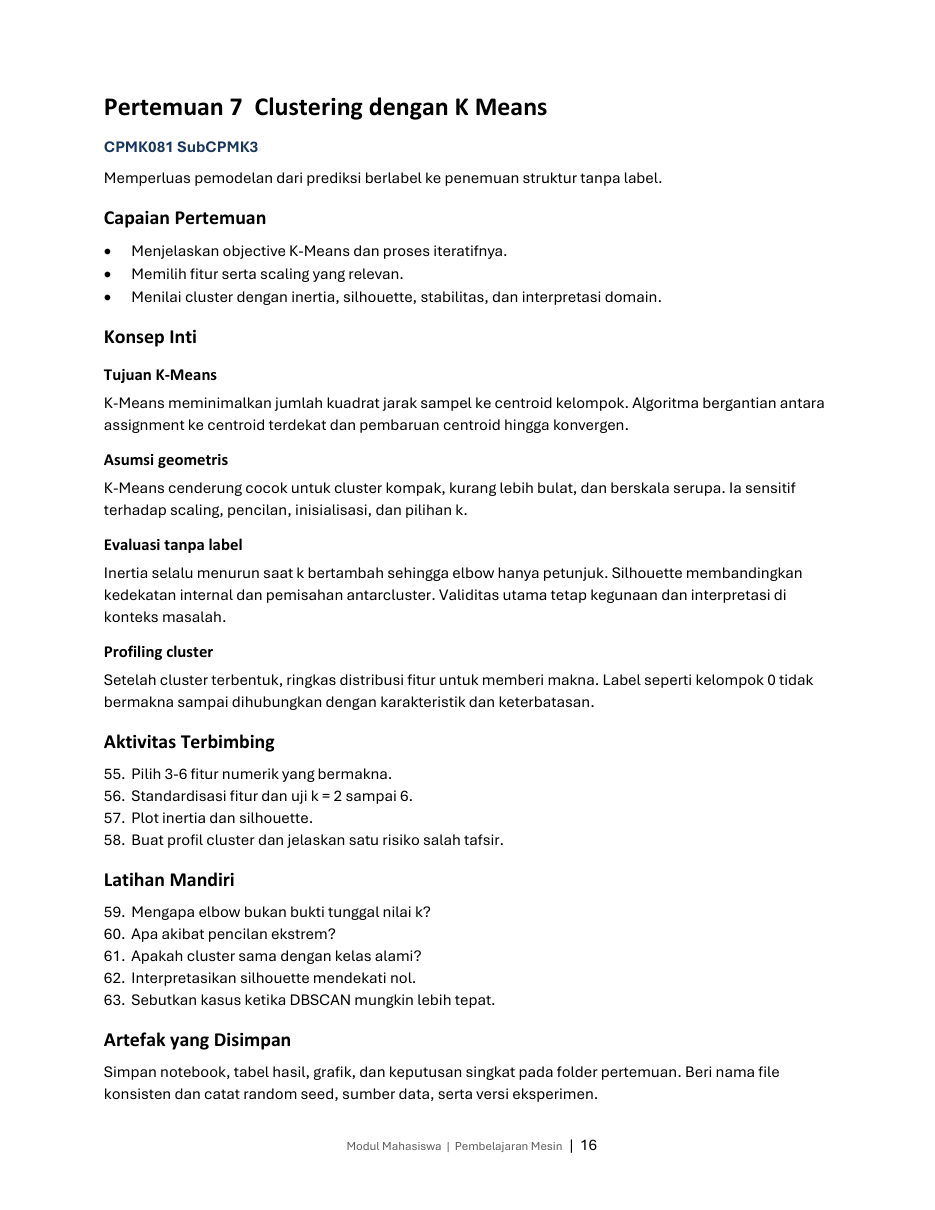 Pertemuan 7  Clustering dengan K Means
CPMK081 SubCPMK3
Memperluas pemodelan dari prediksi berlabel ke penemuan struktur tanpa label.
Capaian Pertemuan
• Menjelaskan objective K-Means dan proses iteratifnya.
• Memilih fitur serta scaling yang relevan.
• Menilai cluster dengan inertia, silhouette, stabilitas, dan interpretasi domain.
Konsep Inti
Tujuan K-Means
K-Means meminimalkan jumlah kuadrat jarak sampel ke centroid kelompok. Algoritma bergantian antara
assignment ke centroid terdekat dan pembaruan centroid hingga konvergen.
Asumsi geometris
K-Means cenderung cocok untuk cluster kompak, kurang lebih bulat, dan berskala serupa. Ia sensitif
terhadap scaling, pencilan, inisialisasi, dan pilihan k.
Evaluasi tanpa label
Inertia selalu menurun saat k bertambah sehingga elbow hanya petunjuk. Silhouette membandingkan
kedekatan internal dan pemisahan antarcluster. Validitas utama tetap kegunaan dan interpretasi di
konteks masalah.
Profiling cluster
Setelah cluster terbentuk, ringkas distribusi fitur untuk memberi makna. Label seperti kelompok 0 tidak
bermakna sampai dihubungkan dengan karakteristik dan keterbatasan.
Aktivitas Terbimbing
55. Pilih 3-6 fitur numerik yang bermakna.
56. Standardisasi fitur dan uji k = 2 sampai 6.
57. Plot inertia dan silhouette.
58. Buat profil cluster dan jelaskan satu risiko salah tafsir.
Latihan Mandiri
59. Mengapa elbow bukan bukti tunggal nilai k?
60. Apa akibat pencilan ekstrem?
61. Apakah cluster sama dengan kelas alami?
62. Interpretasikan silhouette mendekati nol.
63. Sebutkan kasus ketika DBSCAN mungkin lebih tepat.
Artefak yang Disimpan
Simpan notebook, tabel hasil, grafik, dan keputusan singkat pada folder pertemuan. Beri nama file
konsisten dan catat random seed, sumber data, serta versi eksperimen.
Modul Mahasiswa | Pembelajaran Mesin | 16